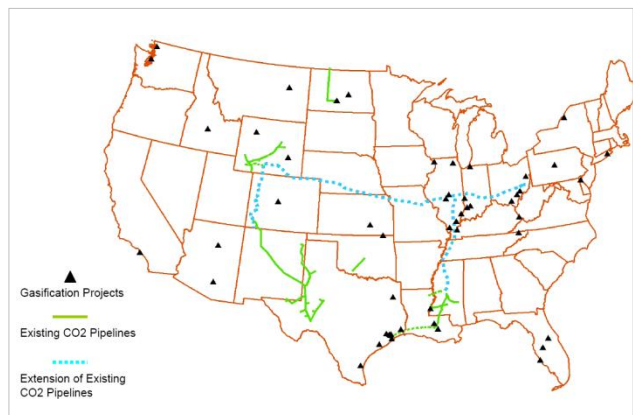 Gasification Projects
Existing CO2 Pipelines
Extension of Existing
CO2 Pipelines